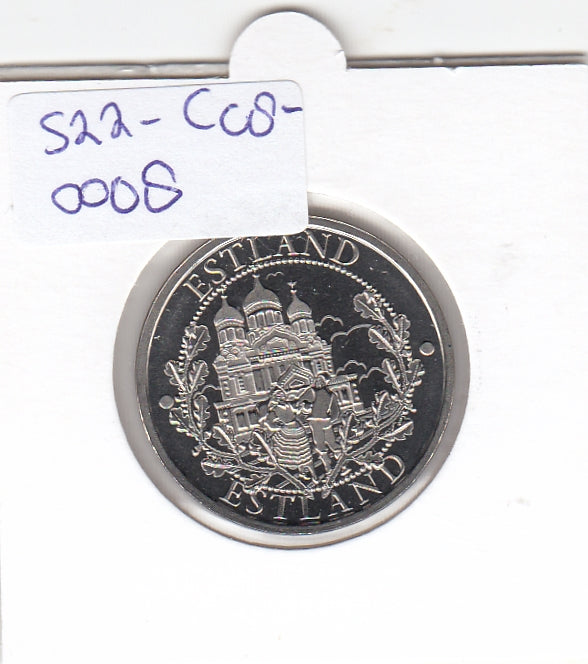 S22-CC8-
0008
ESTLAND
ESTLAND